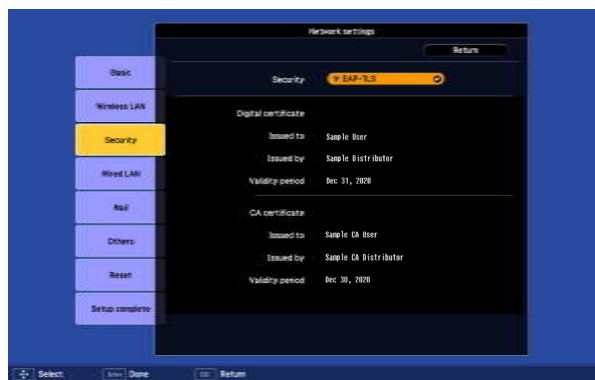 Network settings
Return
Basic
Wireless LAN
Security
Wired LAN
Mail
Others
Reset
Setup complete
Security EAP-TLS
Digital certificate
Issued to Sample User
Issued by Sample Distributor
Validity period Dec 31, 2020
CA certificate
Issued to Sample CA User
Issued by Sample CA Distributor
Validity period Dec 30, 2020
Select Done Return